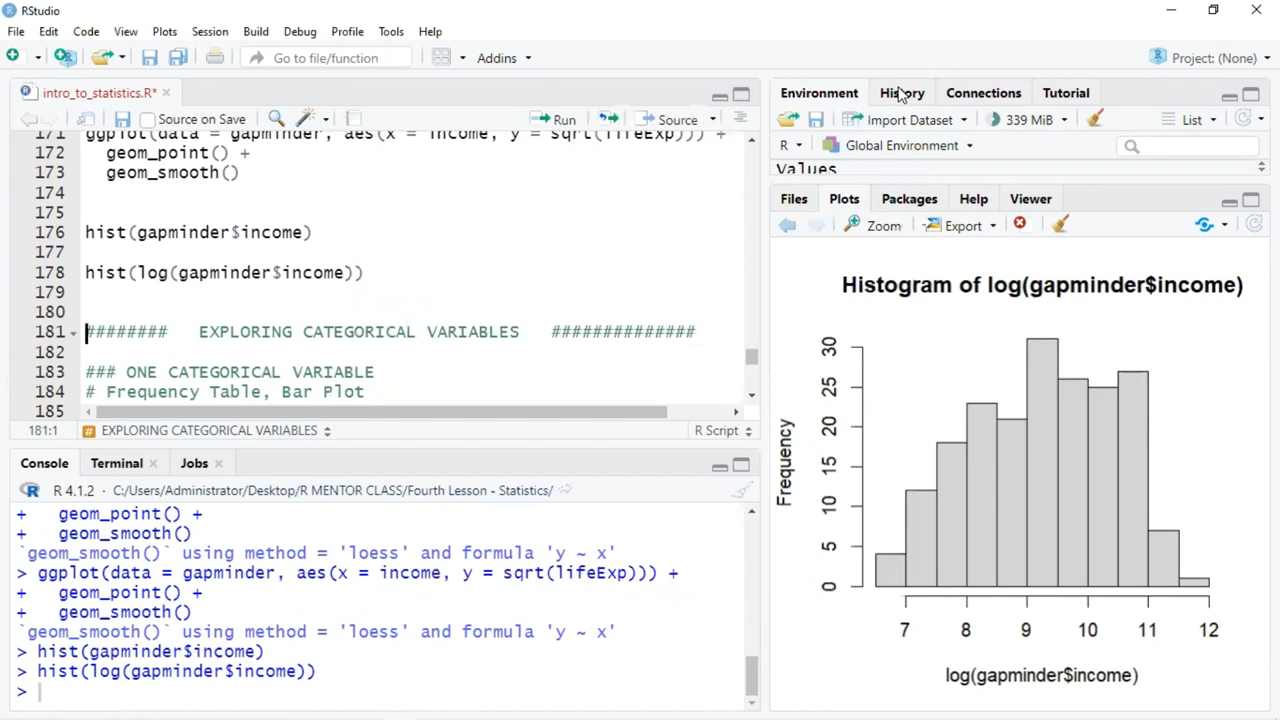 RStudio
File Edit Code View Plots Session Build Debug Profile Tools Help
Go to file/function Addins Project: (None)
intro_to_statistics.R*
Source on Save Run Source
171 ggplot(data = gapminder, aes(x = income, y = sqrt(lifeExp))) +
172 geom_point() +
173 geom_smooth()
174
175
176 hist(gapminder$income)
177
178 hist(log(gapminder$income))
179
180
181 ######## EXPLORING CATEGORICAL VARIABLES ##############
182
183 ### ONE CATEGORICAL VARIABLE
184 # Frequency Table, Bar Plot
185
181:1 # EXPLORING CATEGORICAL VARIABLES R Script
Console Terminal Jobs
R R 4.1.2 · C:/Users/Administrator/Desktop/R MENTOR CLASS/Fourth Lesson - Statistics/
+ geom_point() +
+ geom_smooth()
`geom_smooth()` using method = 'loess' and formula 'y ~ x'
> ggplot(data = gapminder, aes(x = income, y = sqrt(lifeExp))) +
+ geom_point() +
+ geom_smooth()
`geom_smooth()` using method = 'loess' and formula 'y ~ x'
> hist(gapminder$income)
> hist(log(gapminder$income))
>
Environment History Connections Tutorial
Import Dataset 339 MiB List
R Global Environment
Values
Files Plots Packages Help Viewer
Zoom Export
Histogram of log(gapminder$income)
Frequency
30
25
20
15
10
5
0
7 8 9 10 11 12
log(gapminder$income)